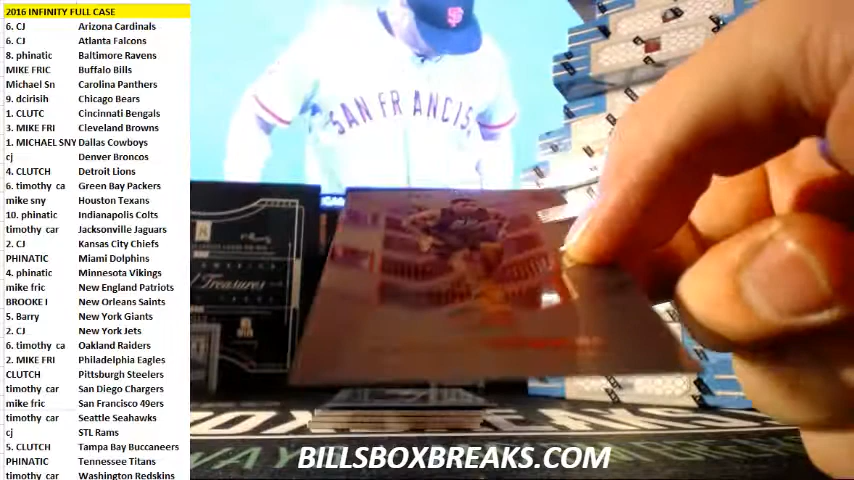 2016 INFINITY FULL CASE
6. CJ Arizona Cardinals
6. CJ Atlanta Falcons
8. phinatic Baltimore Ravens
MIKE FRIC Buffalo Bills
Michael Sn Carolina Panthers
9. dcirisih Chicago Bears
1. CLUTC Cincinnati Bengals
3. MIKE FRI Cleveland Browns
1. MICHAEL SNY Dallas Cowboys
cj Denver Broncos
4. CLUTCH Detroit Lions
6. timothy ca Green Bay Packers
mike sny Houston Texans
10. phinatic Indianapolis Colts
timothy car Jacksonville Jaguars
2. CJ Kansas City Chiefs
PHINATIC Miami Dolphins
4. phinatic Minnesota Vikings
mike fric New England Patriots
BROOKE I New Orleans Saints
5. Barry New York Giants
2. CJ New York Jets
6. timothy ca Oakland Raiders
2. MIKE FRI Philadelphia Eagles
CLUTCH Pittsburgh Steelers
timothy car San Diego Chargers
mike fric San Francisco 49ers
timothy car Seattle Seahawks
cj STL Rams
5. CLUTCH Tampa Bay Buccaneers
PHINATIC Tennessee Titans
timothy car Washington Redskins
SAN FRANCIS
Treasures
BILLSBOXBREAKS.COM